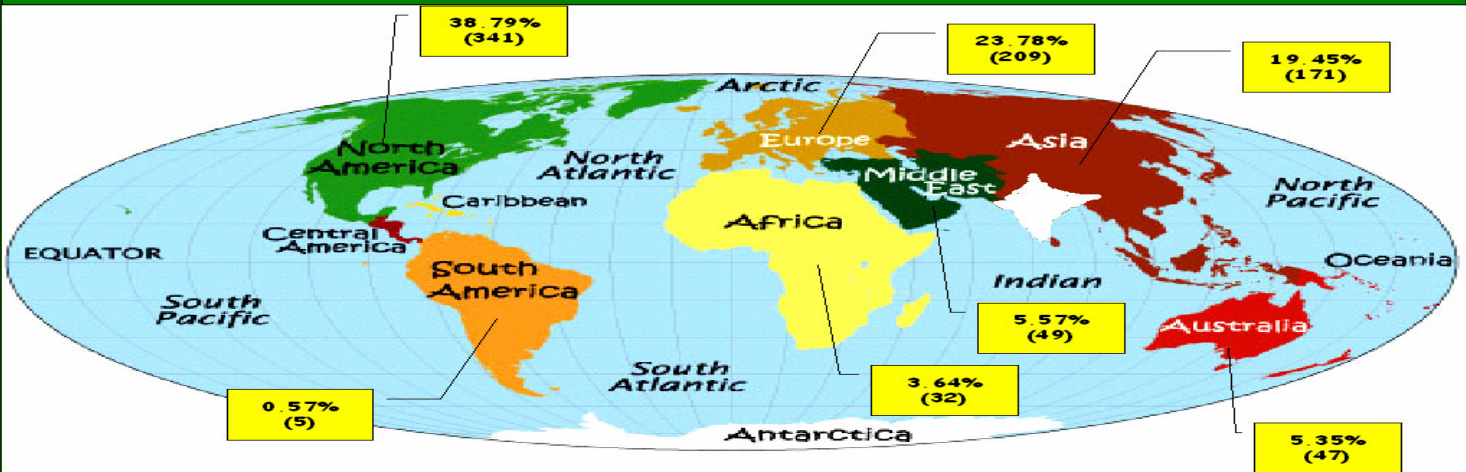 38.79%
(341)
23.78%
(209)
19.45%
(171)
Arctic
North
America
North
Atlantic
Europe
Asia
Middle
East
North
Pacific
Caribbean
Central
America
Africa
EQUATOR
South
America
Indian
Oceania
South
Pacific
Australia
5.57%
(49)
South
Atlantic
3.64%
(32)
0.57%
(5)
Antarctica
5.35%
(47)